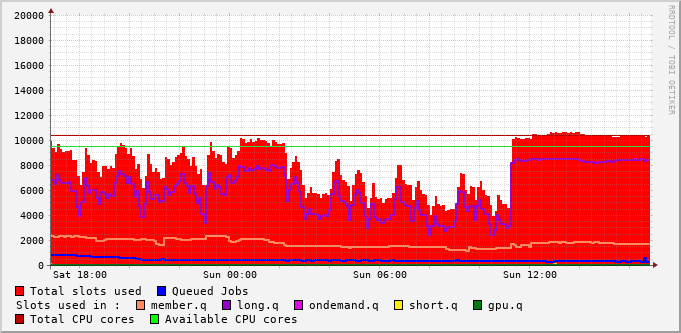 RRDTOOL / TOBI OETIKER
20000
18000
16000
14000
12000
10000
8000
6000
4000
2000
0
Sat 18:00 Sun 00:00 Sun 06:00 Sun 12:00
Total slots used Queued Jobs
Slots used in : member.q long.q ondemand.q short.q gpu.q
Total CPU cores Available CPU cores